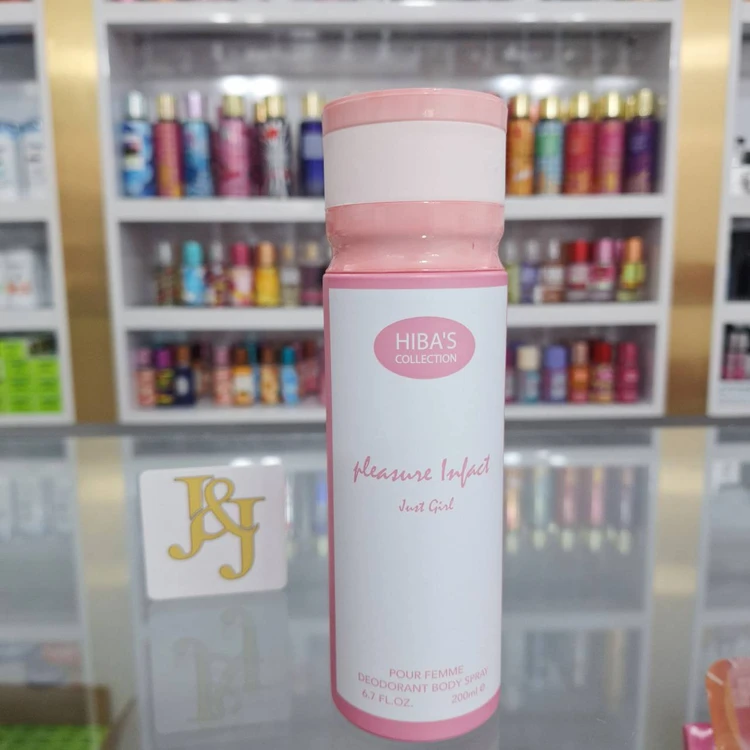 HIBA'S
COLLECTION
pleasure Infact
Just Girl
J&J
POUR FEMME
DEODORANT BODY SPRAY
6.7 FL.OZ. 200ml e